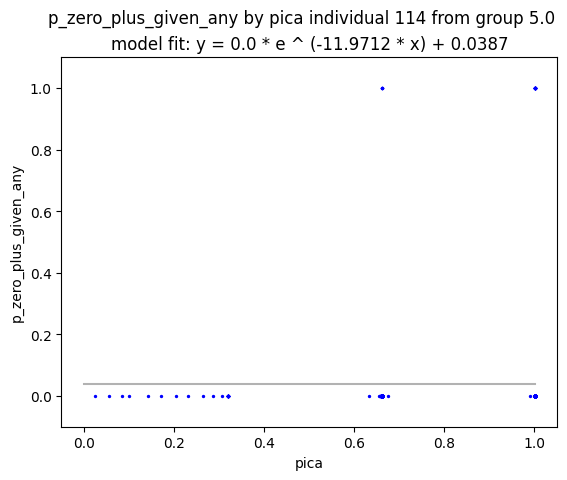 p_zero_plus_given_any by pica individual 114 from group 5.0
model fit: y = 0.0 * e ^ (-11.9712 * x) + 0.0387
1.0
0.8
0.6
0.4
0.2
0.0
p_zero_plus_given_any
0.0 0.2 0.4 0.6 0.8 1.0
pica